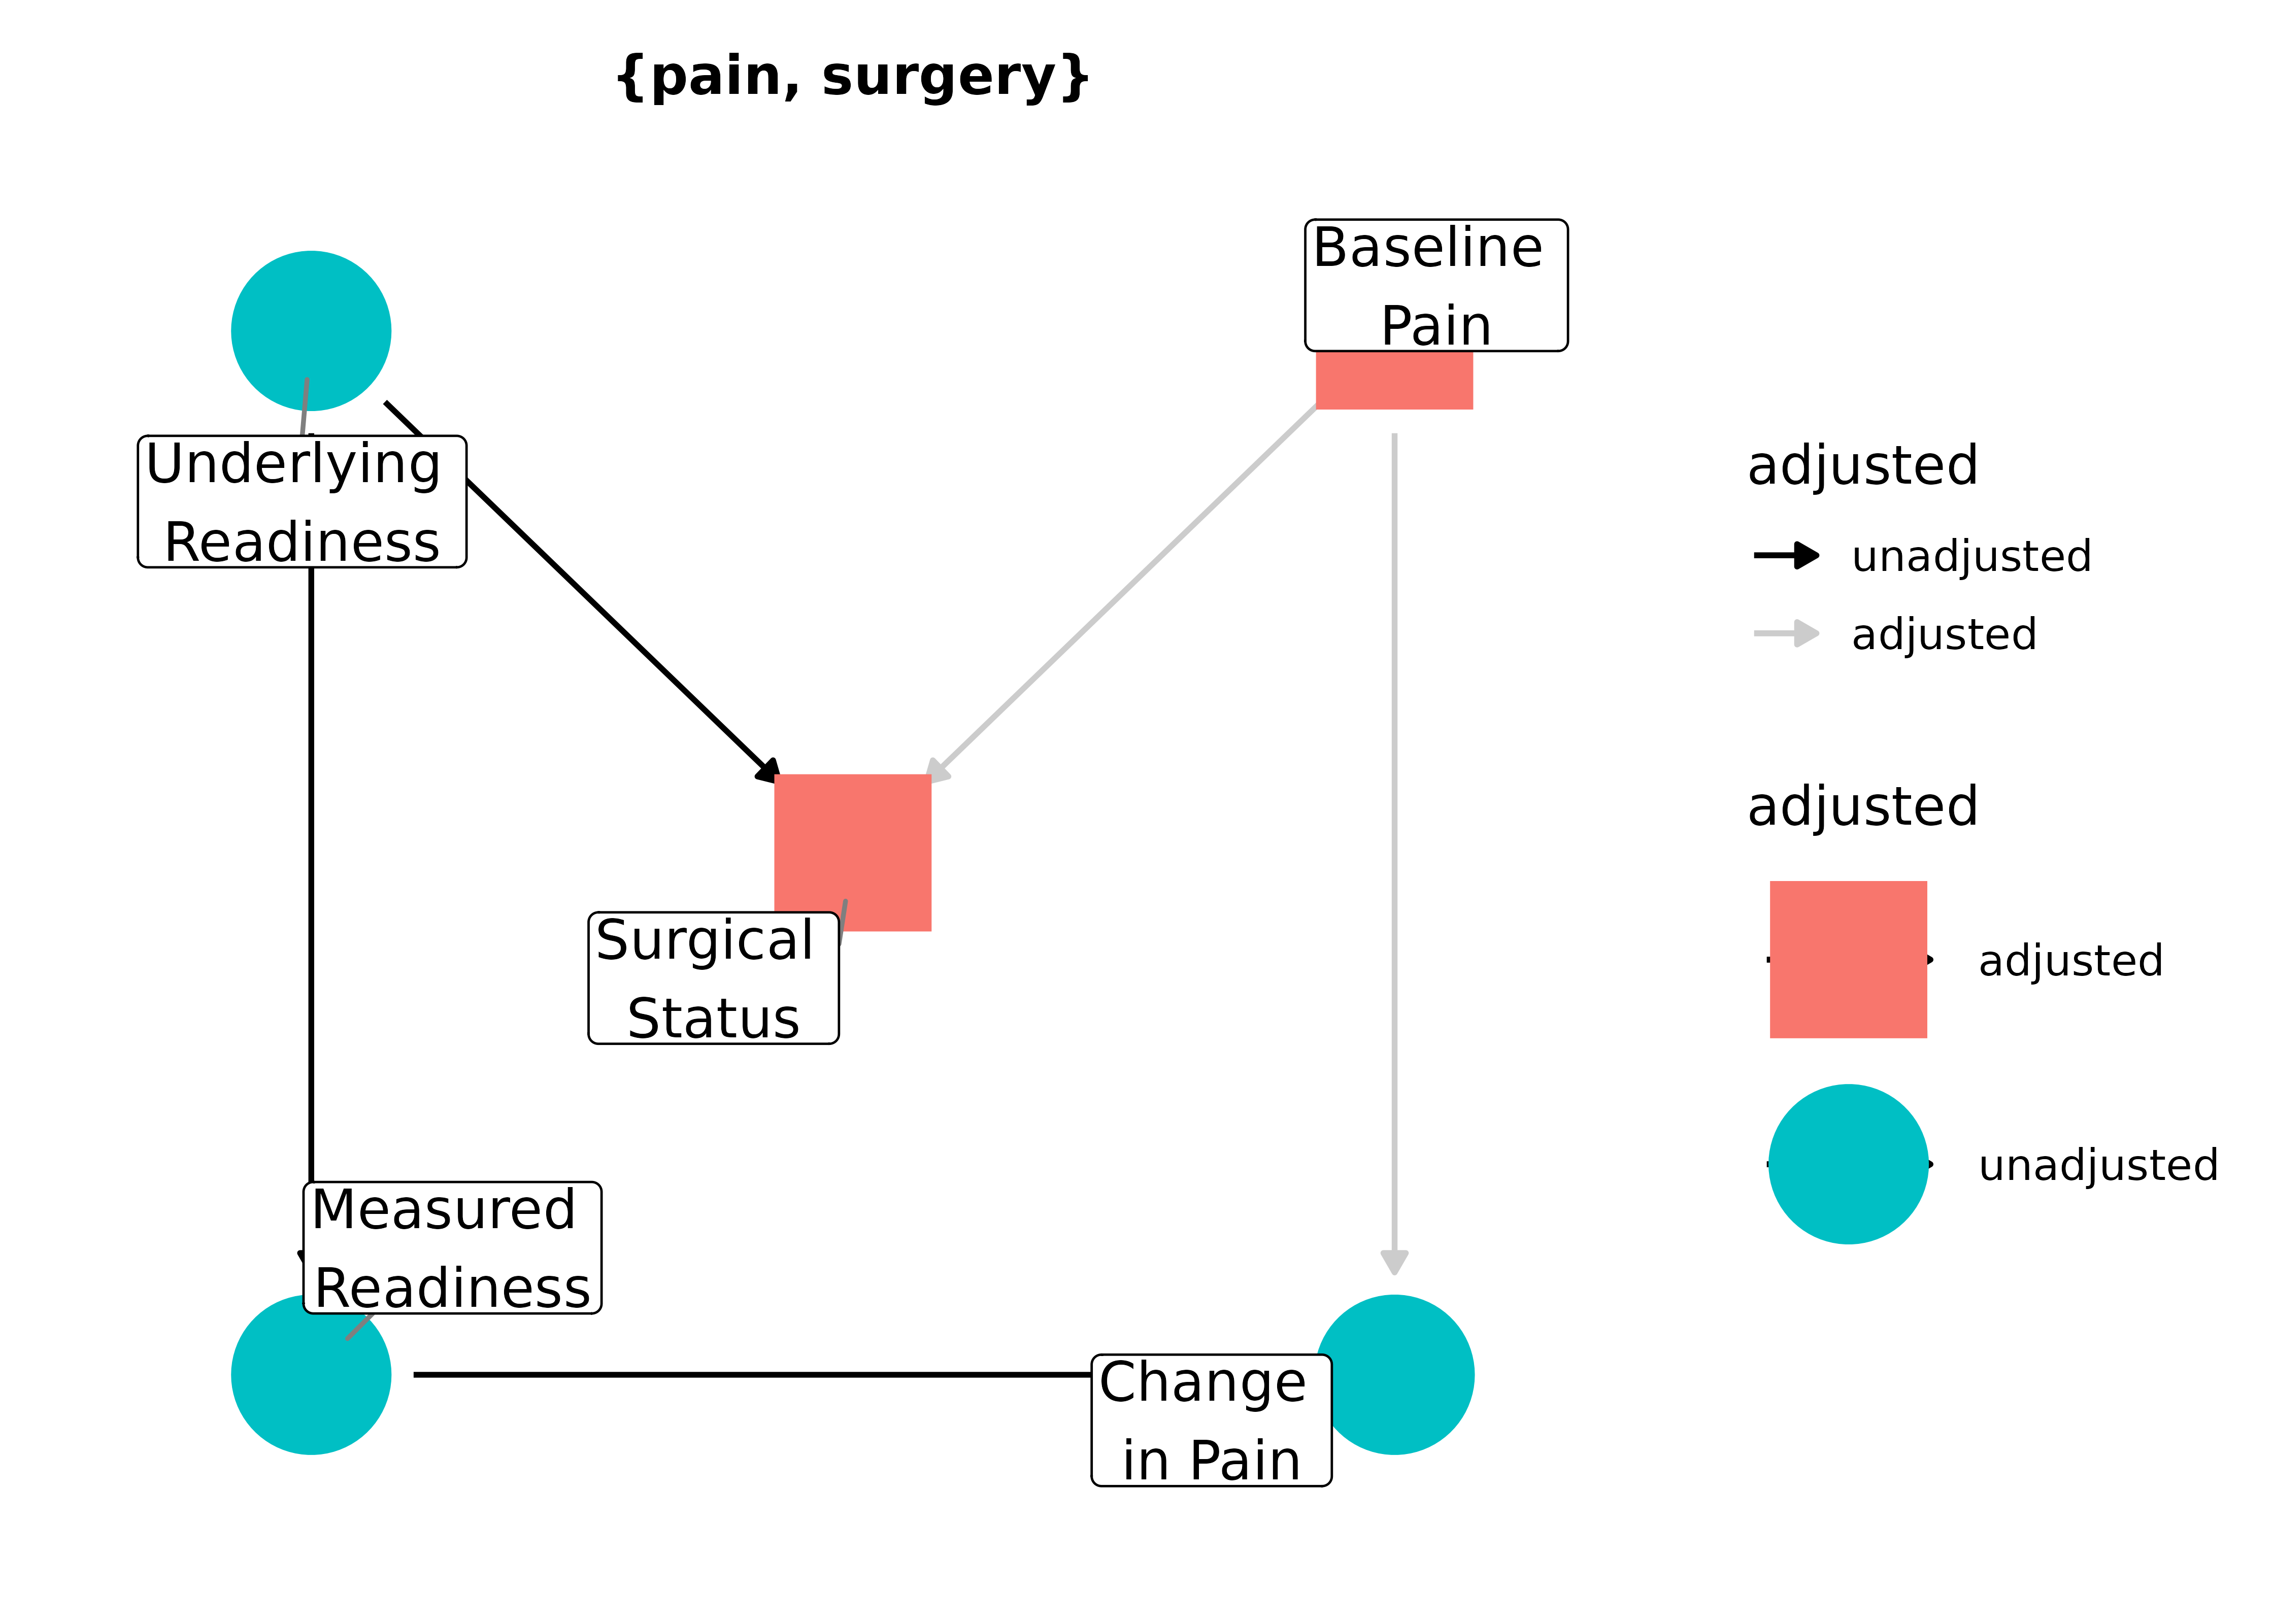 {pain, surgery}
Baseline
Pain
Underlying
Readiness
Surgical
Status
Measured
Readiness
Change
in Pain
adjusted
unadjusted
adjusted
adjusted
adjusted
unadjusted